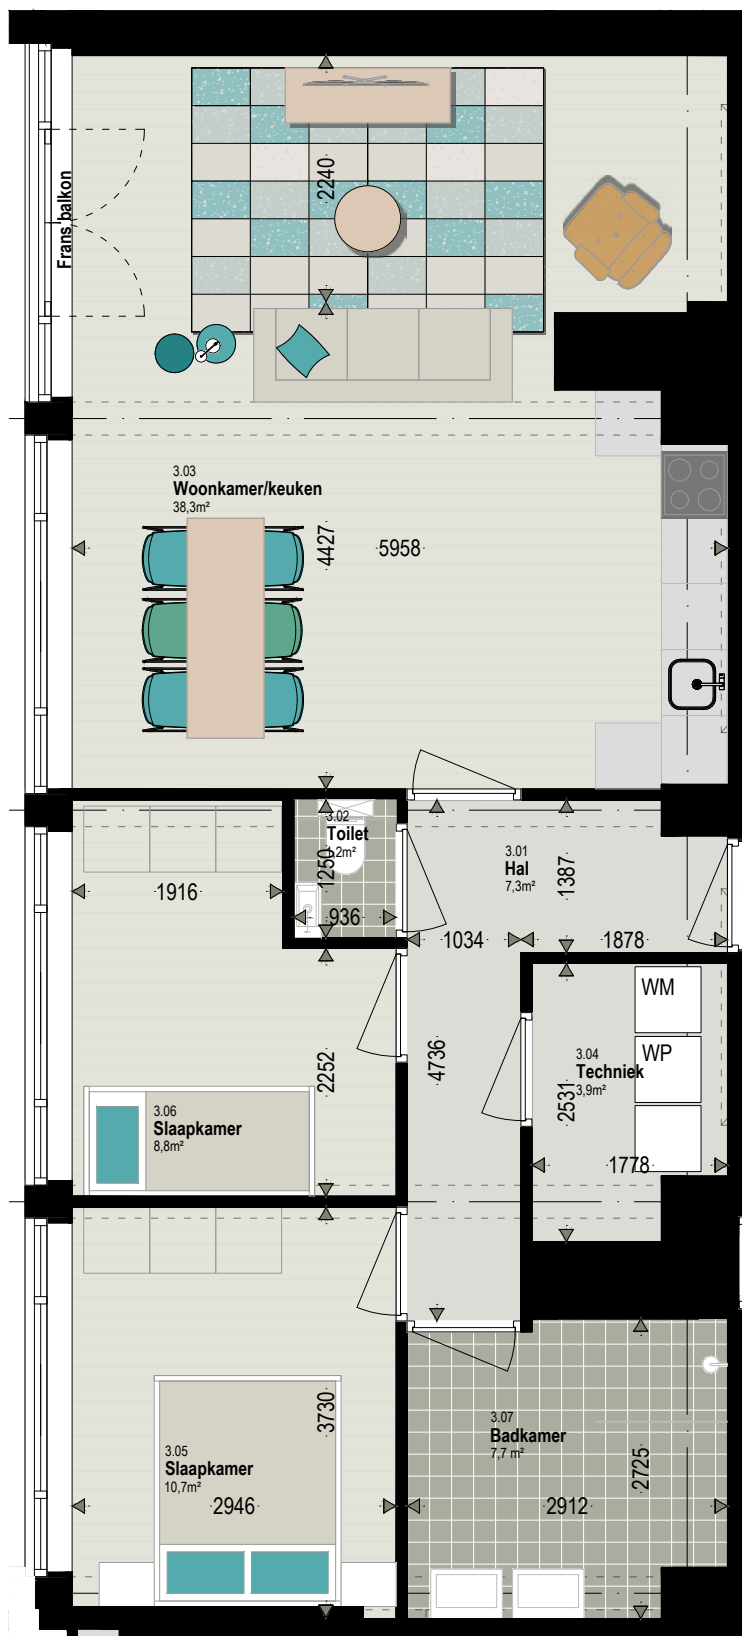 2240
Frans balkon
3.03
Woonkamer/keuken
38,3m²
4427
5958
3.02
Toilet
2m²
1250
936
1916
3.01
Hal
7,3m²
1387
1034
1878
2252
4736
WM
WP
3.04
Techniek
3,9m²
2531
1778
3.06
Slaapkamer
8,8m²
3730
3.05
Slaapkamer
10,7m²
2946
3.07
Badkamer
7,7 m²
2725
2912